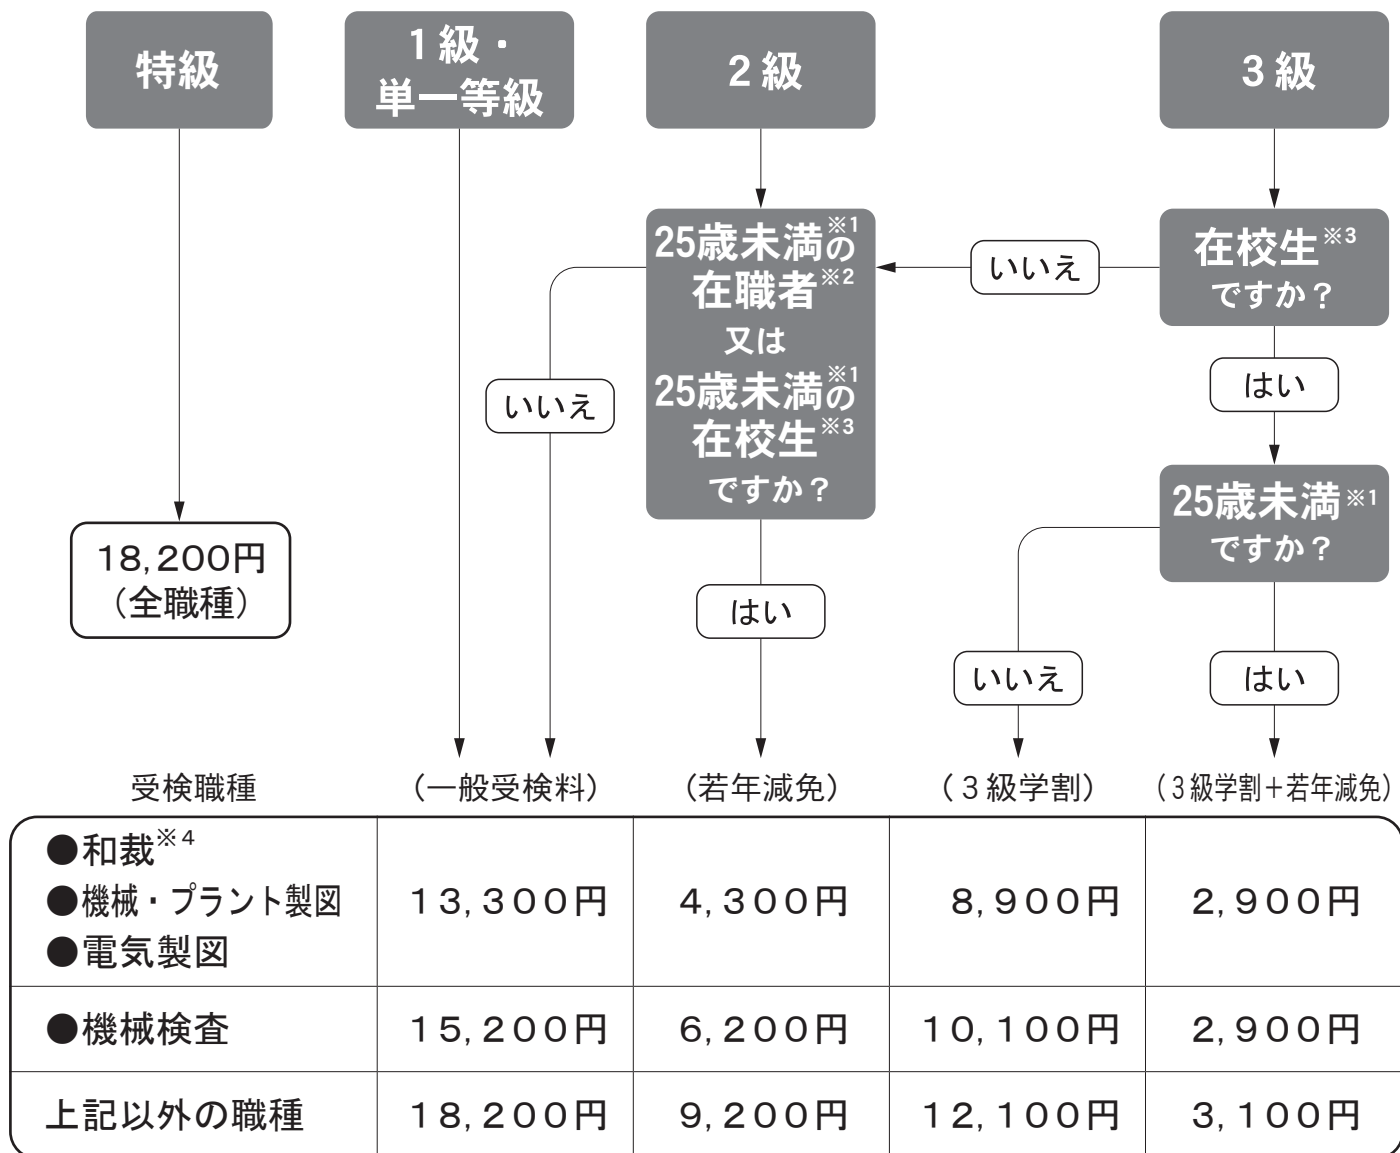 特級
1級・
単一等級
2級
3級
25歳未満※1の
在職者※2
又は
25歳未満※1の
在校生※3
ですか？
いいえ
在校生※3
ですか？
いいえ
はい
25歳未満※1
ですか？
18,200円
（全職種）
はい
いいえ
はい
受検職種
（一般受検料）
（若年減免）
（3級学割）
（3級学割＋若年減免）
●和裁※4
●機械・プラント製図
●電気製図
13,300円
4,300円
8,900円
2,900円
●機械検査
15,200円
6,200円
10,100円
2,900円
上記以外の職種
18,200円
9,200円
12,100円
3,100円